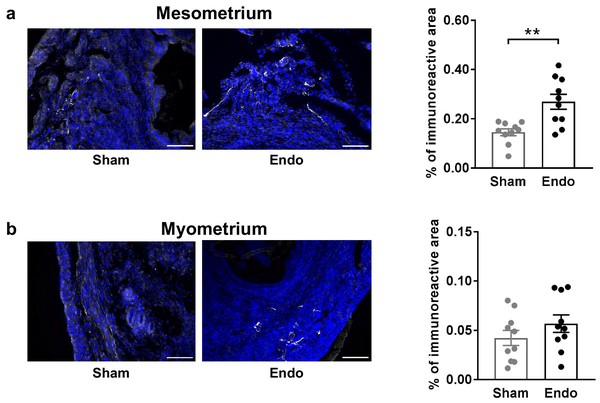 a
Mesometrium
Sham
Endo
% of immunoreactive area
0.60
0.40
0.20
0.00
**
Sham
Endo
b
Myometrium
Sham
Endo
% of immunoreactive area
0.15
0.10
0.05
0.00
Sham
Endo